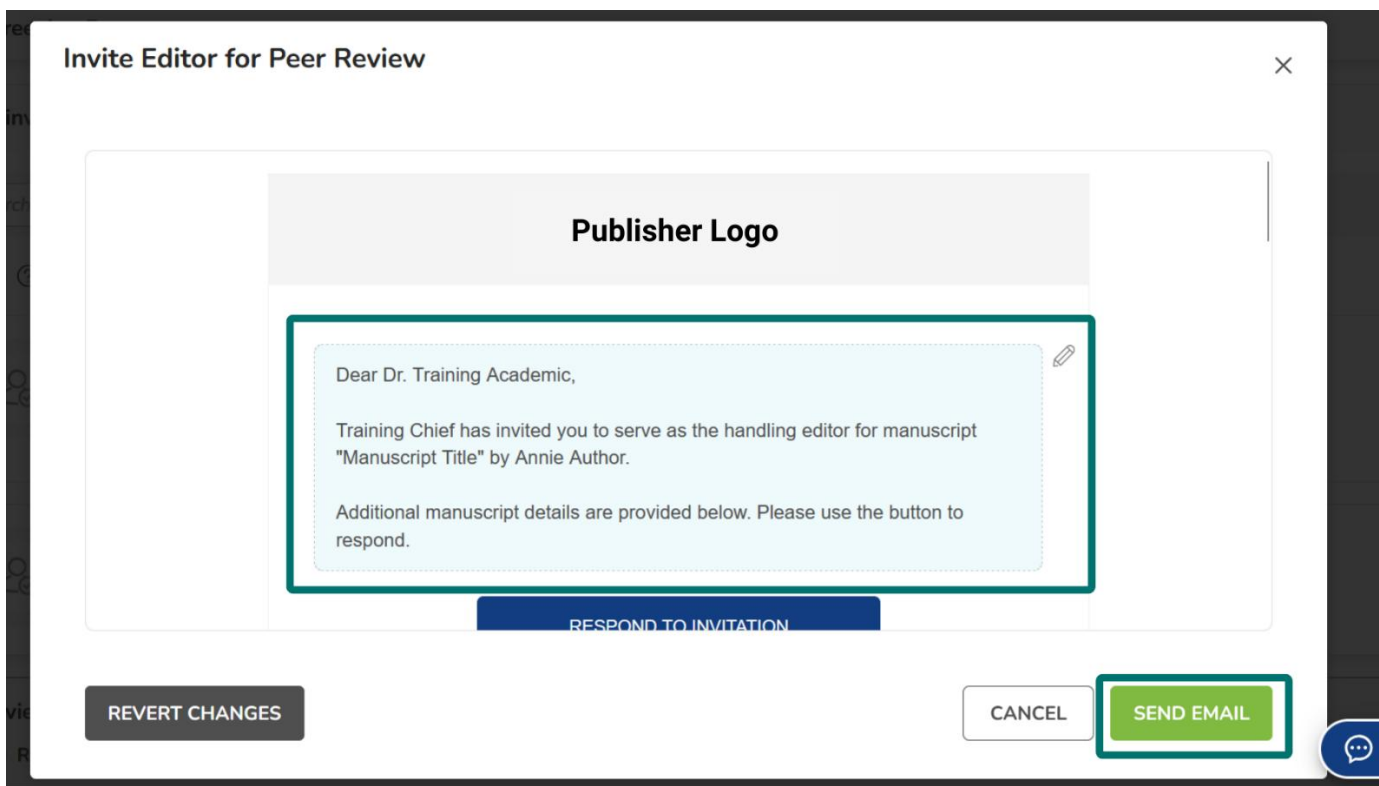 Invite Editor for Peer Review
Publisher Logo
Dear Dr. Training Academic,
Training Chief has invited you to serve as the handling editor for manuscript
"Manuscript Title" by Annie Author.
Additional manuscript details are provided below. Please use the button to
respond.
RESPOND TO INVITATION
REVERT CHANGES
CANCEL
SEND EMAIL